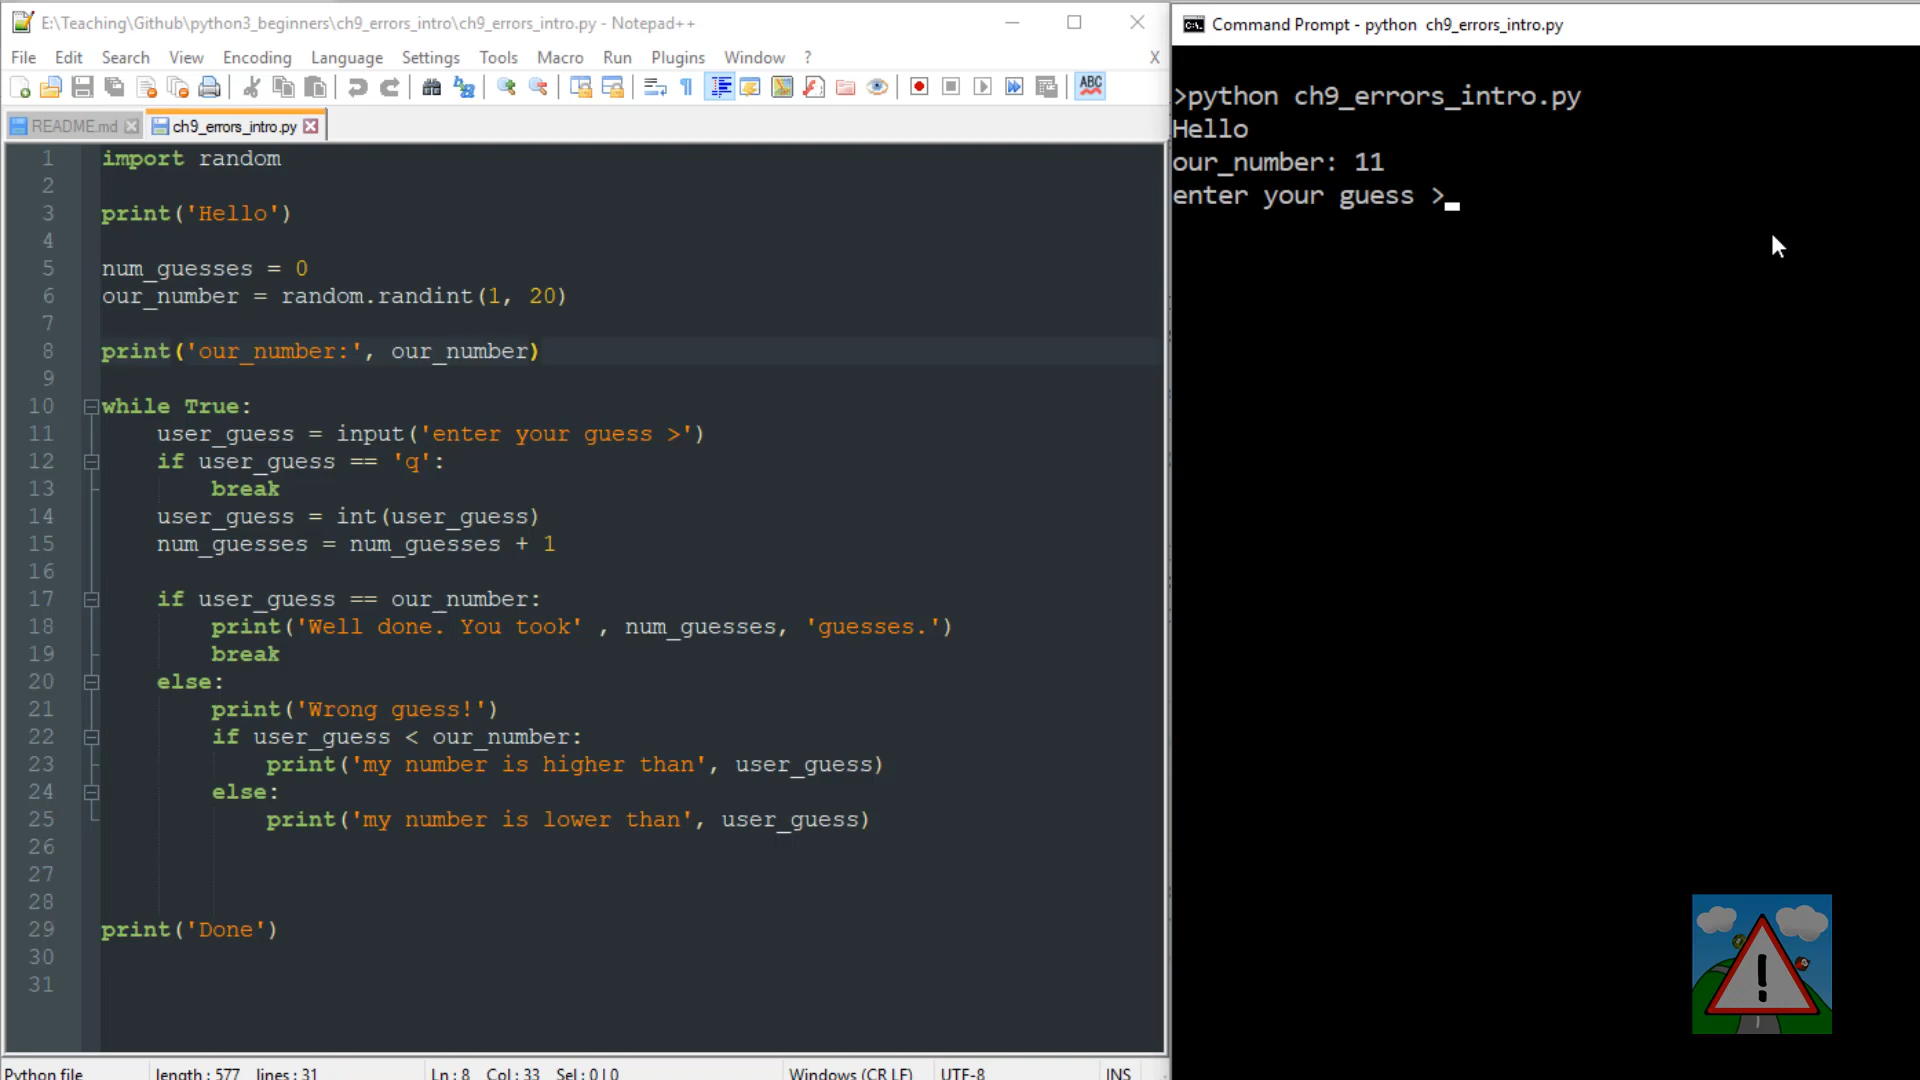 E:\Teaching\Github\python3_beginners\ch9_errors_intro\ch9_errors_intro.py - Notepad++
File Edit Search View Encoding Language Settings Tools Macro Run Plugins Window ? X
ABC
README.md ch9_errors_intro.py
1 import random
2
3 print('Hello')
4
5 num_guesses = 0
6 our_number = random.randint(1, 20)
7
8 print('our_number:', our_number)
9
10 while True:
11     user_guess = input('enter your guess >')
12     if user_guess == 'q':
13         break
14     user_guess = int(user_guess)
15     num_guesses = num_guesses + 1
16
17     if user_guess == our_number:
18         print('Well done. You took' , num_guesses, 'guesses.')
19         break
20     else:
21         print('Wrong guess!')
22         if user_guess < our_number:
23             print('my number is higher than', user_guess)
24         else:
25             print('my number is lower than', user_guess)
26
27
28
29 print('Done')
30
31
Python file length : 577 lines : 31 Ln : 8 Col : 33 Sel : 0 | 0 Windows (CR LF) UTF-8 INS
Command Prompt - python ch9_errors_intro.py
>python ch9_errors_intro.py
Hello
our_number: 11
enter your guess >
!